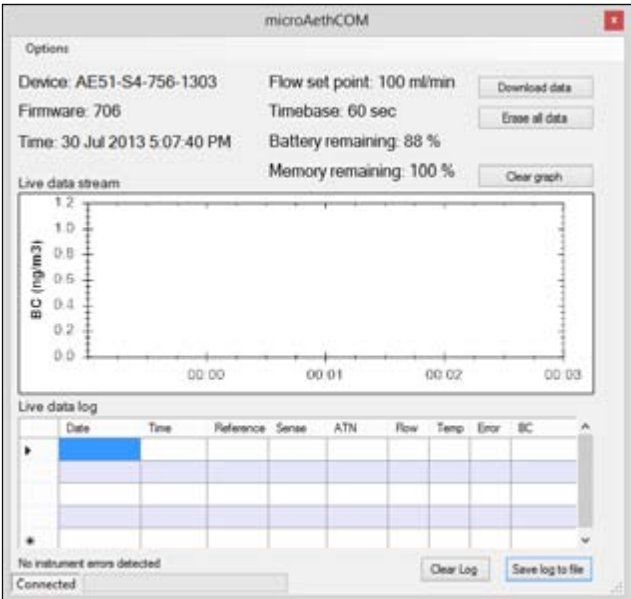 microAethCOM
x
Options
Device: AE51-S4-756-1303
Firmware: 706
Time: 30 Jul 2013 5:07:40 PM
Flow set point: 100 ml/min
Timebase: 60 sec
Battery remaining: 88 %
Memory remaining: 100 %
Download data
Erase all data
Clear graph
Live data stream
BC (ng/m3)
1.2
1.0
0.8
0.6
0.4
0.2
0.0
00:00 00:01 00:02 00:03
Live data log
Date Time Reference Sense ATN Flow Temp Error BC
No instrument errors detected
Clear Log Save log to file
Connected